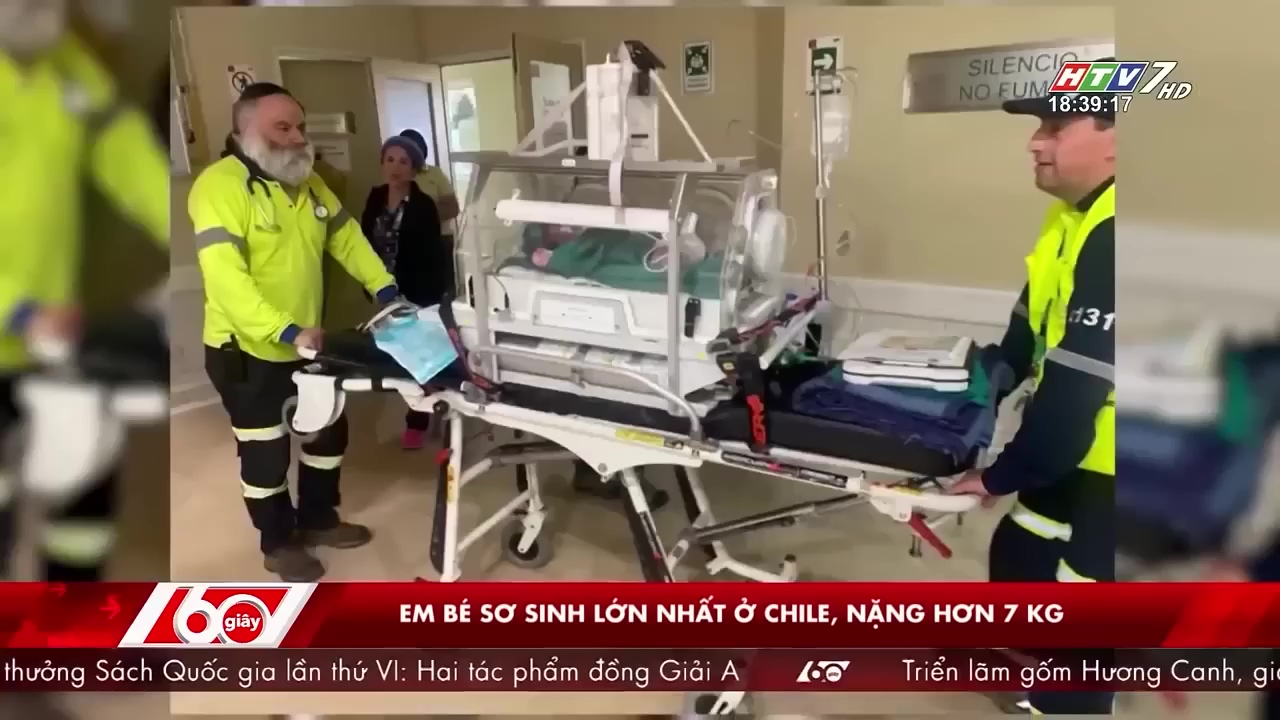 SILENCIO
NO FUM
HTV7 HD
18:39:17
131
60 giây
EM BÉ SƠ SINH LỚN NHẤT Ở CHILE, NẶNG HƠN 7 KG
thưởng Sách Quốc gia lần thứ VI: Hai tác phẩm đồng Giải A
60
Triển lãm gốm Hương Canh, gi